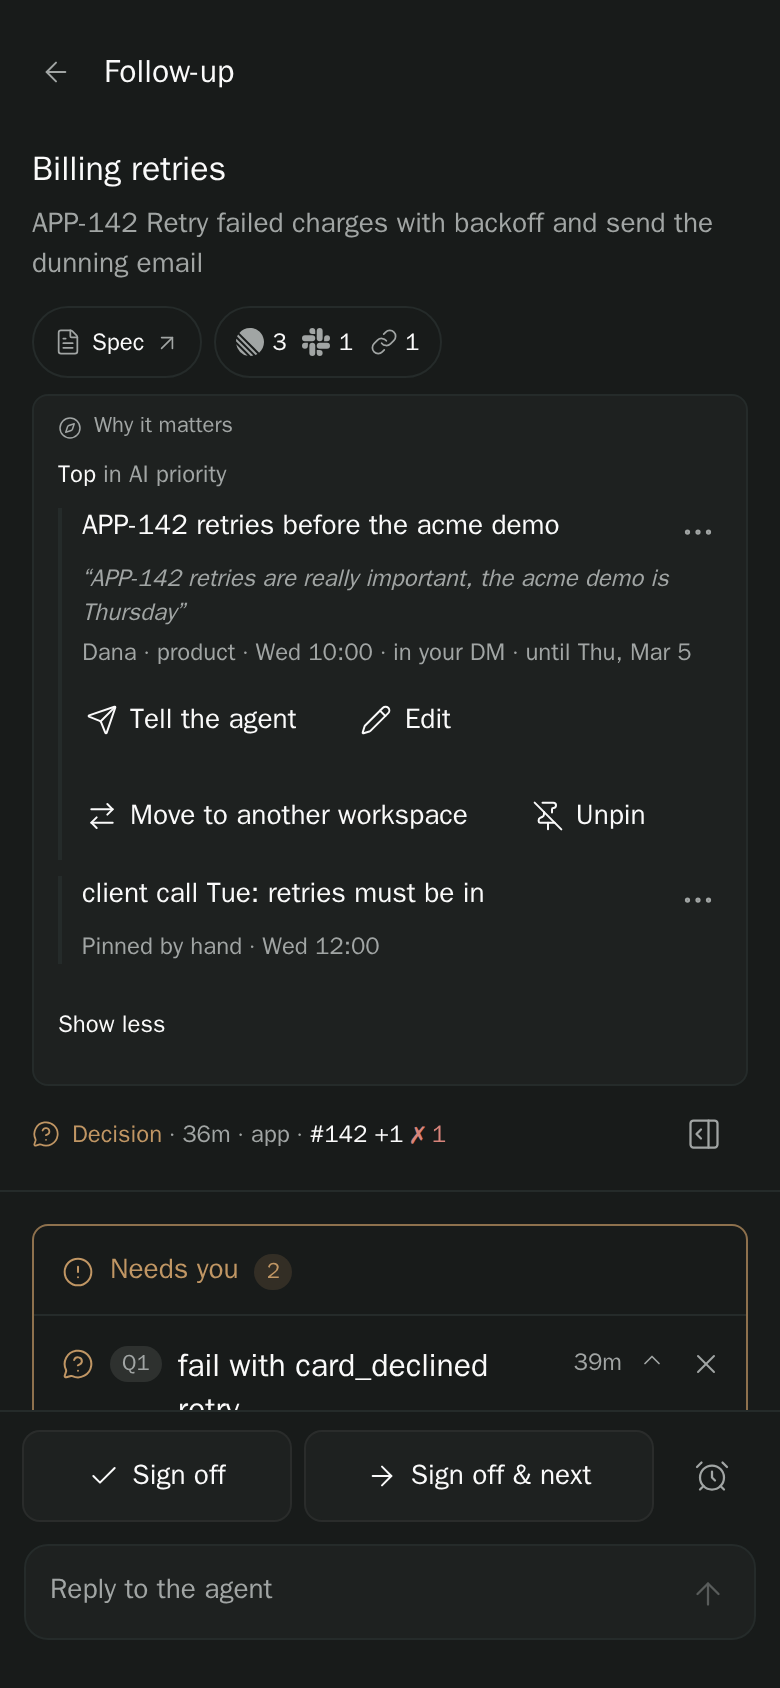 Follow-up
Billing retries
APP-142 Retry failed charges with backoff and send the
dunning email
Spec
3 1 1
Why it matters
Top in AI priority
APP-142 retries before the acme demo
“APP-142 retries are really important, the acme demo is
Thursday”
Dana · product · Wed 10:00 · in your DM · until Thu, Mar 5
Tell the agent Edit
Move to another workspace Unpin
client call Tue: retries must be in
Pinned by hand · Wed 12:00
Show less
Decision · 36m · app · #142 +1 ✗ 1
Needs you 2
Q1 fail with card_declined 39m
retry
Sign off Sign off & next
Reply to the agent